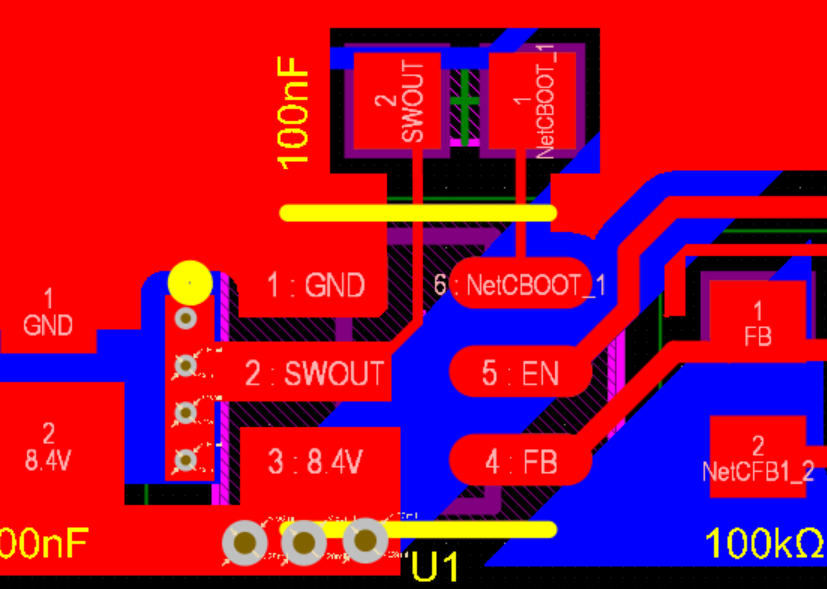 100nF
2
SWOUT
1
NetCBOOT_1
1
GND
1 : GND
6 : NetCBOOT_1
1
FB
2 : SWOUT
5 : EN
2
8.4V
3 : 8.4V
4 : FB
2
NetCFB1_2
00nF
U1
100kΩ